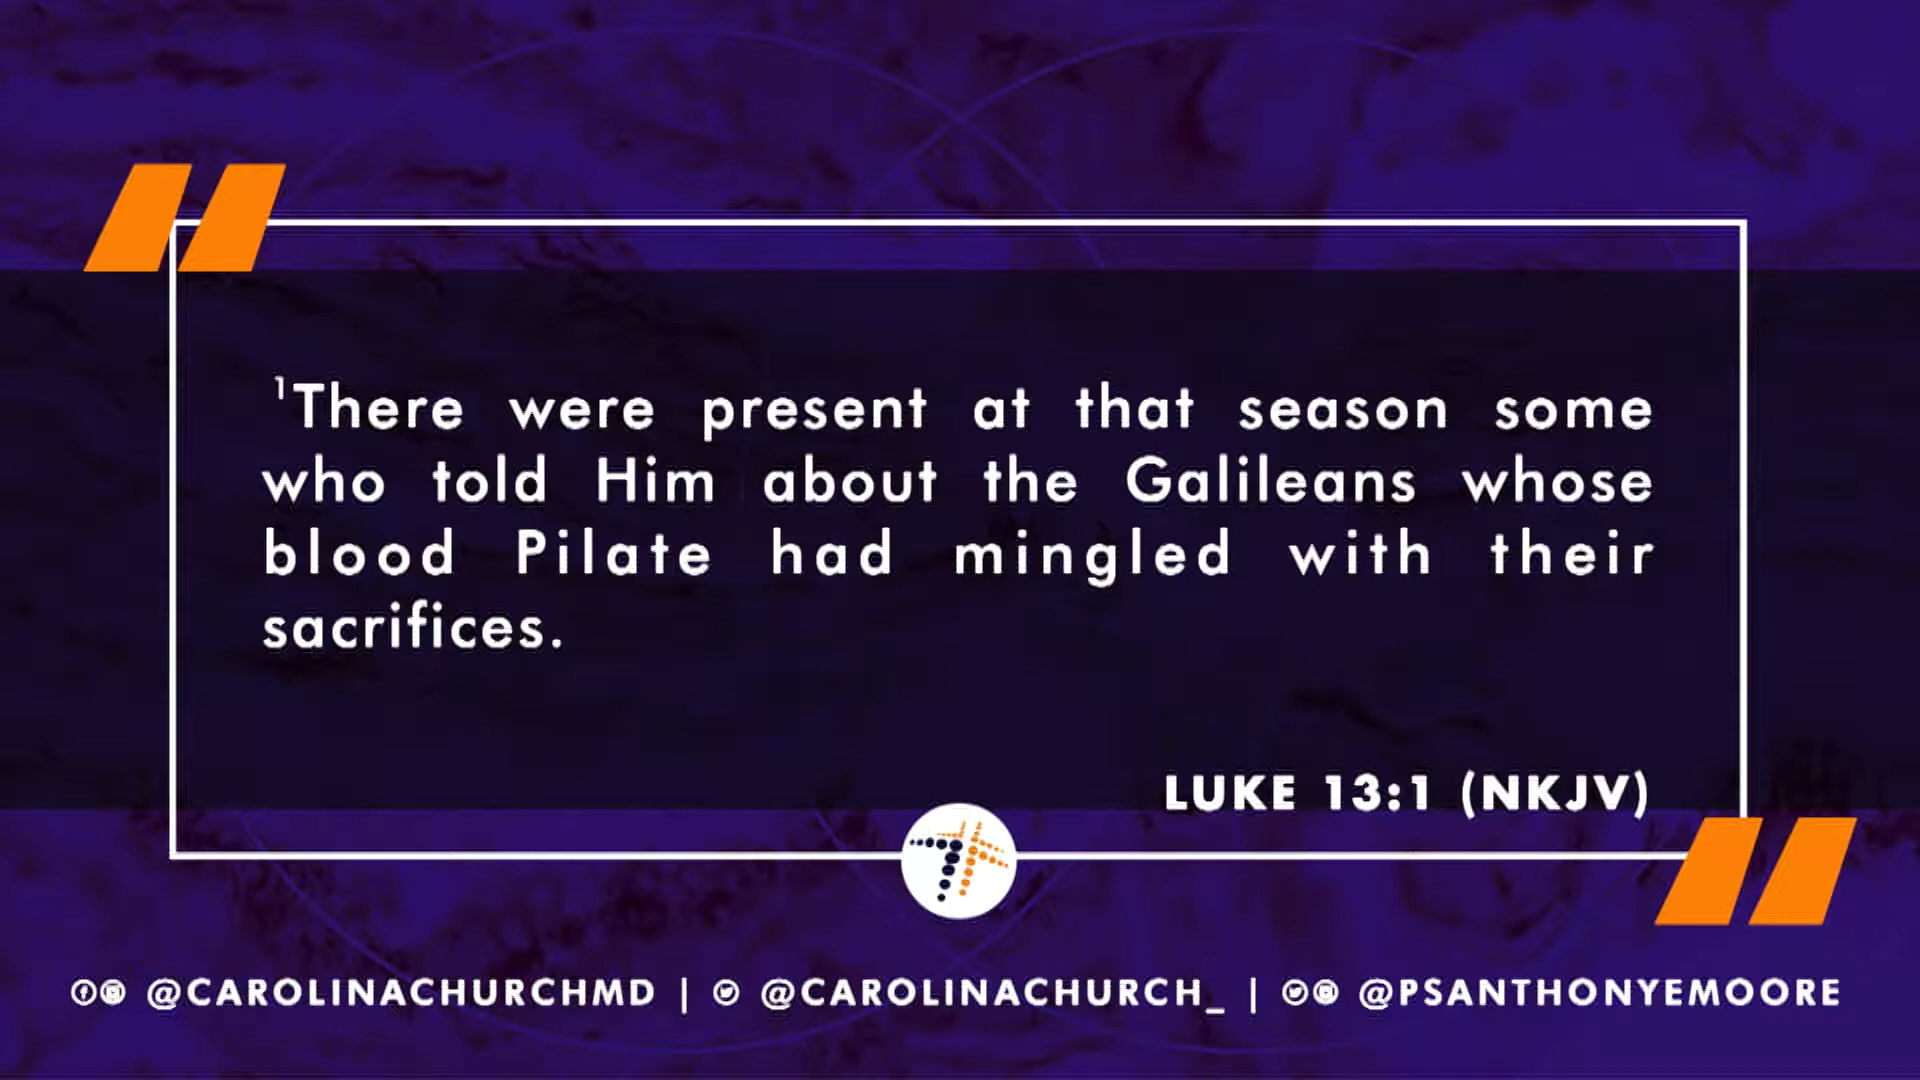 ¹There were present at that season some
who told Him about the Galileans whose
blood Pilate had mingled with their
sacrifices.
LUKE 13:1 (NKJV)
@CAROLINACHURCHMD | @CAROLINACHURCH_ | @PSANTHONYEMOORE